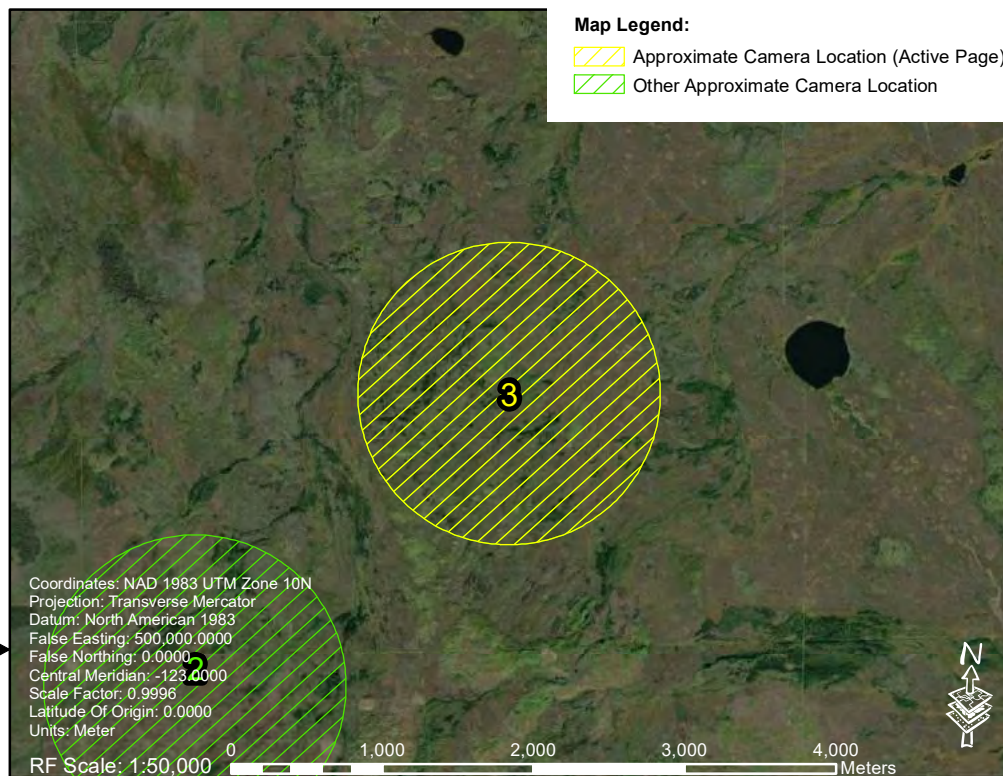 Map Legend:
Approximate Camera Location (Active Page)
Other Approximate Camera Location
3
2
Coordinates: NAD 1983 UTM Zone 10N
Projection: Transverse Mercator
Datum: North American 1983
False Easting: 500,000.0000
False Northing: 0.0000
Central Meridian: -123.0000
Scale Factor: 0.9996
Latitude Of Origin: 0.0000
Units: Meter
RF Scale: 1:50,000
0 1,000 2,000 3,000 4,000
Meters
N